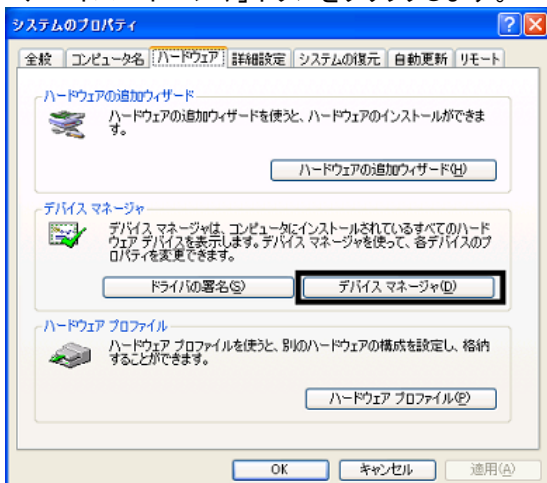 システムのプロパティ
全般 コンピュータ名 ハードウェア 詳細設定 システムの復元 自動更新 リモート
ハードウェアの追加ウィザード
ハードウェアの追加ウィザードを使うと、ハードウェアのインストールができま
す。
ハードウェアの追加ウィザード(H)
デバイス マネージャ
デバイス マネージャは、コンピュータにインストールされているすべてのハード
ウェア デバイスを表示します。デバイス マネージャを使って、各デバイスのプ
ロパティを変更できます。
ドライバの署名(S) デバイス マネージャ(D)
ハードウェア プロファイル
ハードウェア プロファイルを使うと、別のハードウェアの構成を設定し、格納
することができます。
ハードウェア プロファイル(P)
OK キャンセル 適用(A)